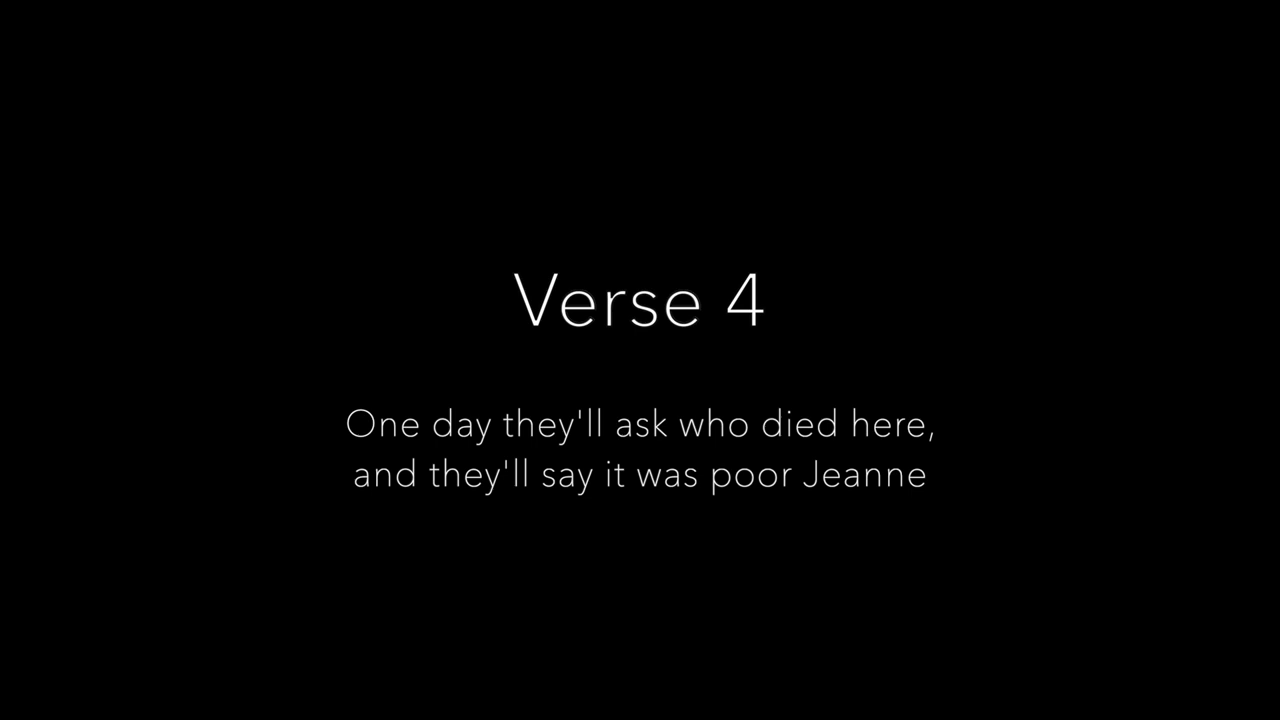 Verse 4
One day they'll ask who died here,
and they'll say it was poor Jeanne